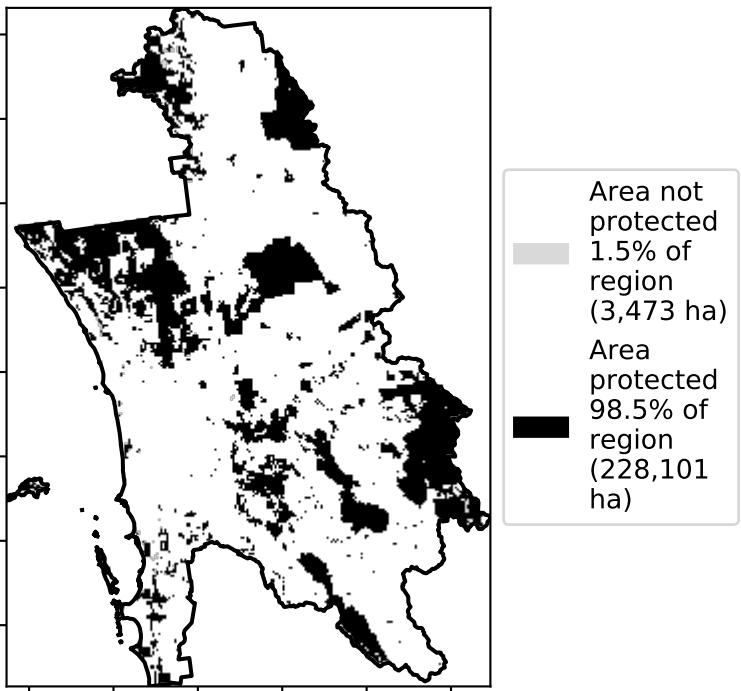 Area not
protected
1.5% of
region
(3,473 ha)
Area
protected
98.5% of
region
(228,101
ha)